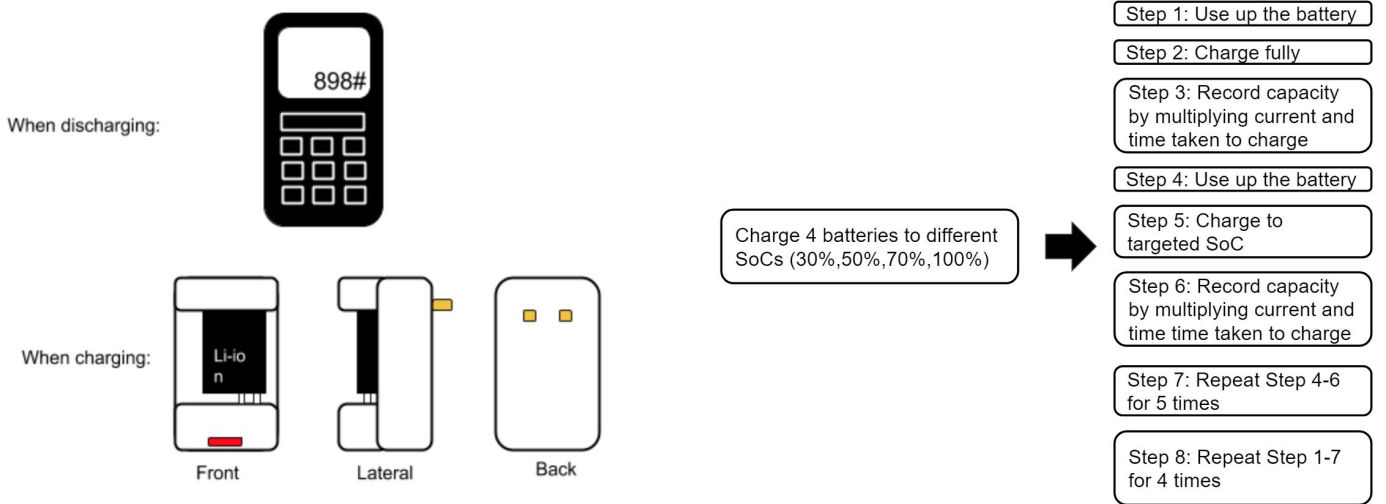 When discharging:
898#
When charging:
Li-io
n
Front
Lateral
Back
Charge 4 batteries to different
SoCs (30%,50%,70%,100%)
Step 1: Use up the battery
Step 2: Charge fully
Step 3: Record capacity
by multiplying current and
time taken to charge
Step 4: Use up the battery
Step 5: Charge to
targeted SoC
Step 6: Record capacity
by multiplying current and
time time taken to charge
Step 7: Repeat Step 4-6
for 5 times
Step 8: Repeat Step 1-7
for 4 times